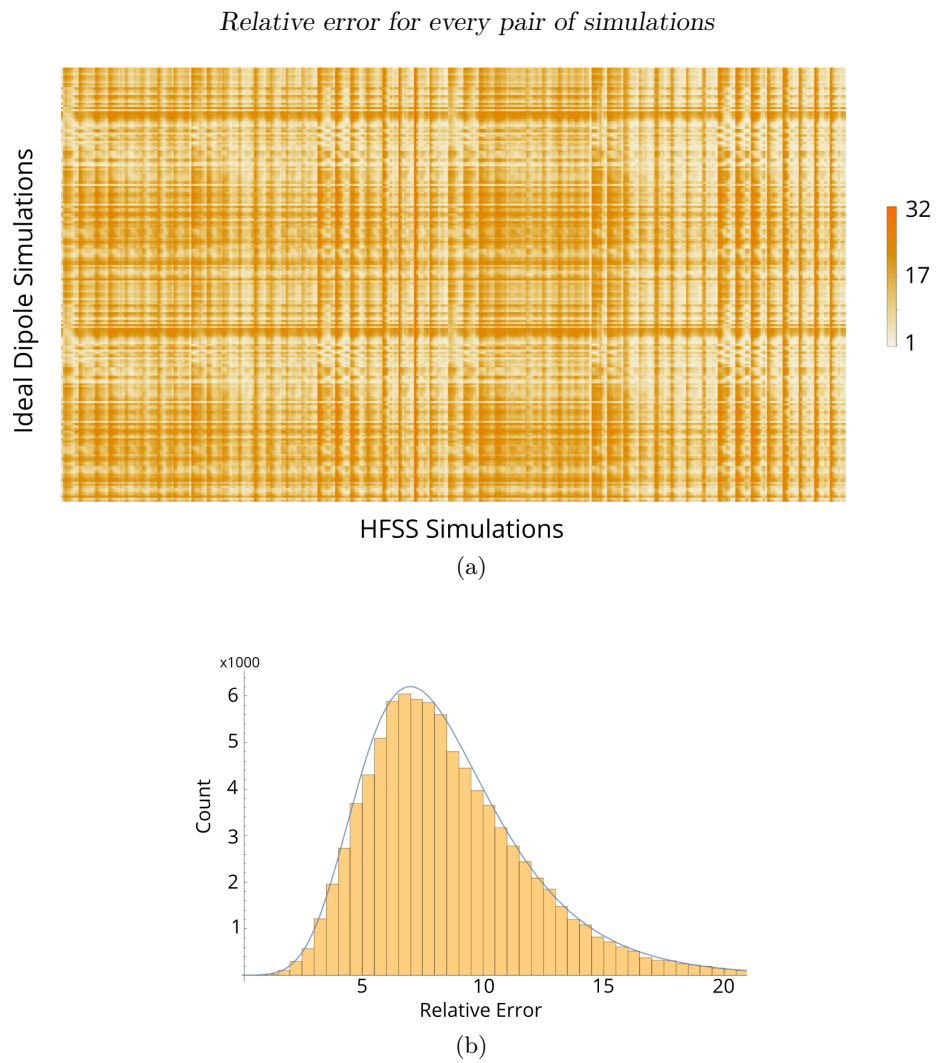 Relative error for every pair of simulations
Ideal Dipole Simulations
32
17
1
HFSS Simulations
(a)
x1000
6
5
4
3
2
1
Count
5 10 15 20
Relative Error
(b)